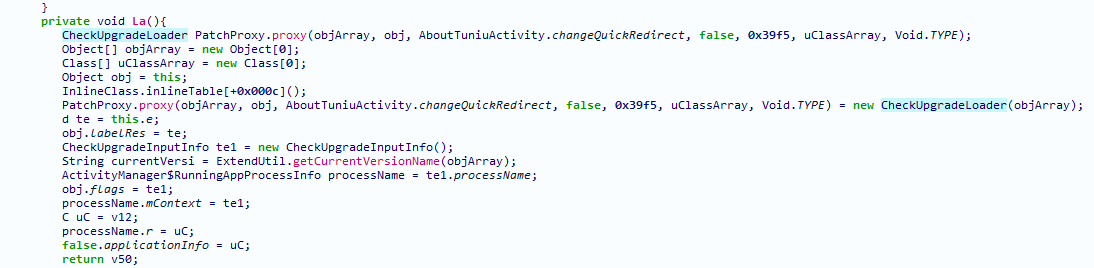 }
private void La(){
CheckUpgradeLoader PatchProxy.proxy(objArray, obj, AboutTuniuActivity.changeQuickRedirect, false, 0x39f5, uClassArray, Void.TYPE);
Object[] objArray = new Object[0];
Class[] uClassArray = new Class[0];
Object obj = this;
InlineClass.inlineTable[+0x000c]();
PatchProxy.proxy(objArray, obj, AboutTuniuActivity.changeQuickRedirect, false, 0x39f5, uClassArray, Void.TYPE) = new CheckUpgradeLoader(objArray);
d te = this.e;
obj.labelRes = te;
CheckUpgradeInputInfo te1 = new CheckUpgradeInputInfo();
String currentVersi = ExtendUtil.getCurrentVersionName(objArray);
ActivityManager$RunningAppProcessInfo processName = te1.processName;
obj.flags = te1;
processName.mContext = te1;
C uC = v12;
processName.r = uC;
false.applicationInfo = uC;
return v50;